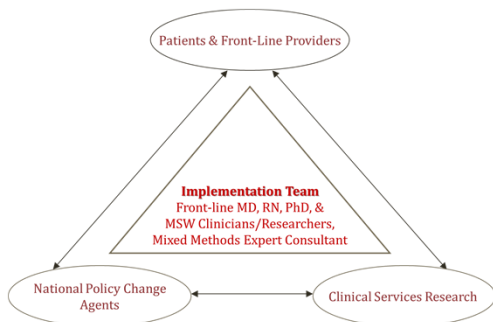 Patients & Front-Line Providers
Implementation Team
Front-line MD, RN, PhD, &
MSW Clinicians/Researchers,
Mixed Methods Expert Consultant
National Policy Change
Agents
Clinical Services Research